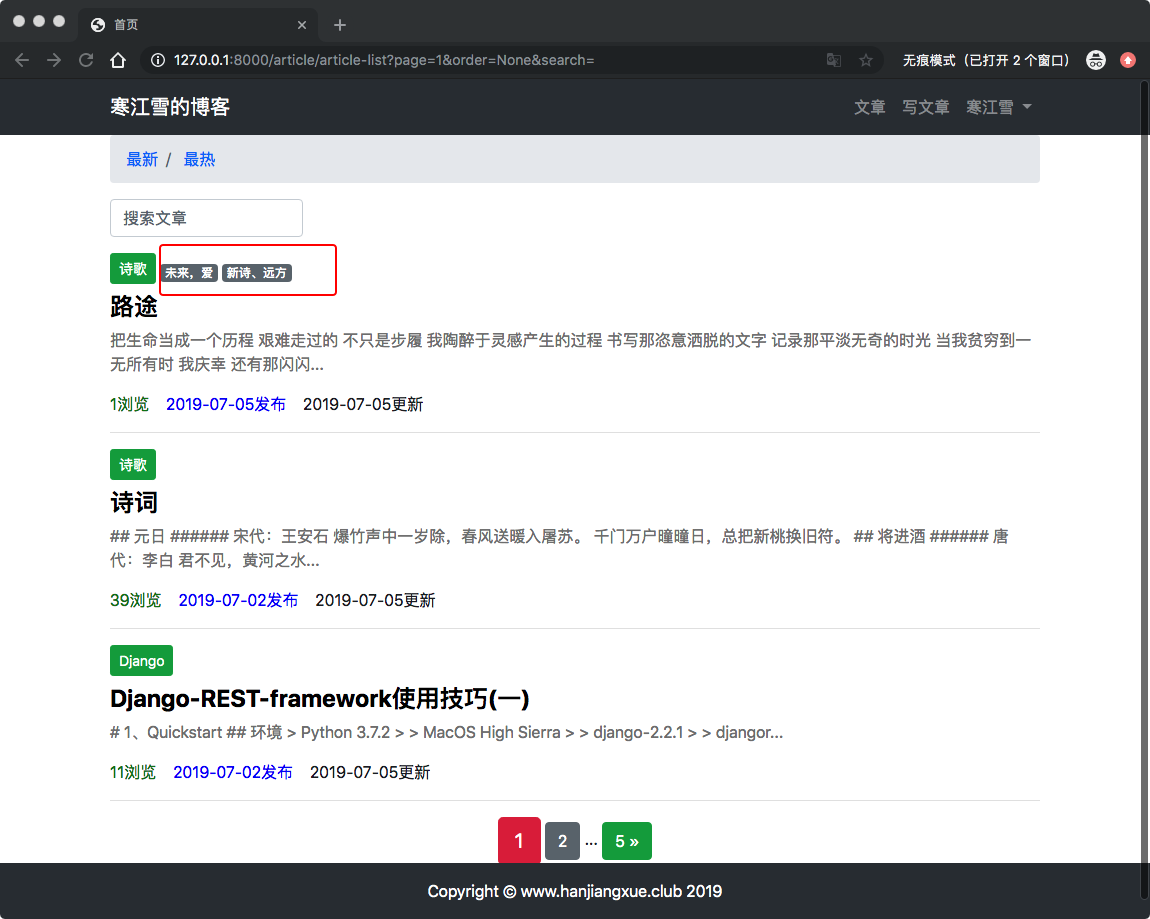 首页
127.0.0.1:8000/article/article-list?page=1&order=None&search=
无痕模式（已打开 2 个窗口）
寒江雪的博客
文章 写文章 寒江雪
最新 / 最热
搜索文章
诗歌 未来，爱 新诗、远方
路途
把生命当成一个历程 艰难走过的 不只是步履 我陶醉于灵感产生的过程 书写那恣意洒脱的文字 记录那平淡无奇的时光 当我贫穷到一
无所有时 我庆幸 还有那闪闪...
1浏览 2019-07-05发布 2019-07-05更新
诗歌
诗词
## 元日 ###### 宋代：王安石 爆竹声中一岁除，春风送暖入屠苏。 千门万户曈曈日，总把新桃换旧符。 ## 将进酒 ###### 唐
代：李白 君不见，黄河之水...
39浏览 2019-07-02发布 2019-07-05更新
Django
Django-REST-framework使用技巧(一)
# 1、Quickstart ## 环境 > Python 3.7.2 > > MacOS High Sierra > > django-2.2.1 > > djangor...
11浏览 2019-07-02发布 2019-07-05更新
1 2 ... 5 »
Copyright © www.hanjiangxue.club 2019